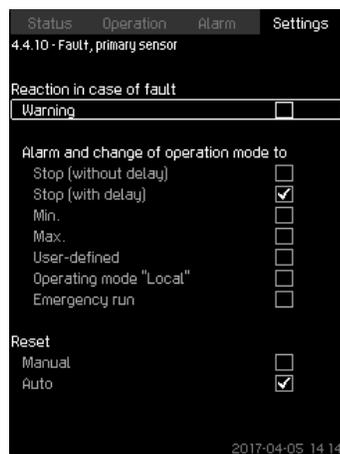 Status Operation Alarm Settings
4.4.10 - Fault, primary sensor
Reaction in case of fault
Warning
Alarm and change of operation mode to
Stop (without delay)
Stop (with delay)
Min.
Max.
User-defined
Operating mode "Local"
Emergency run
Reset
Manual
Auto
2017-04-05 14:14